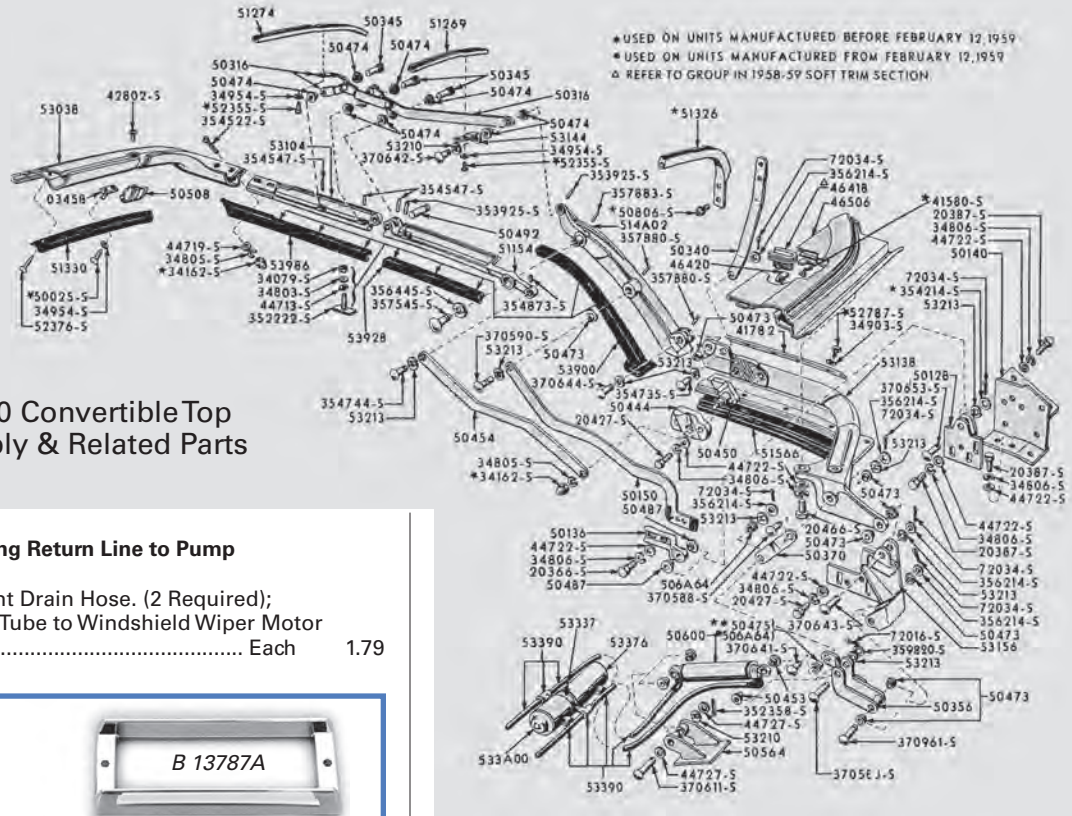 51274
50345
51269
50474
50474
★USED ON UNITS MANUFACTURED BEFORE FEBRUARY 12,1959
*USED ON UNITS MANUFACTURED FROM FEBRUARY 12,1959
△ REFER TO GROUP IN 1958-59 SOFT TRIM SECTION
50316
50474
34954-S
*52355-S
354522-S
50345
50474
50316
42802-S
53038
50474
53210
370642-S
50474
53144
34954-S
*52355-S
*51326
53104
354547-S
03458
50508
354547-S
353925-S
50492
51154
353925-S
357883-S
*50806-S
514A02
357880-S
72034-S
356214-S
△ 46418
46506
*41580-S
20387-S
34806-S
44722-S
50140
50340
46420
357880-S
51330
*50025-S
34954-S
52376-S
44719-S
34805-S
*34162-S
53986
34079-S
34803-S
44713-S
352222-S
53928
356445-S
357545-S
354873-S
72034-S
*354214-S
53213
*52787-S
34903-S
50473
41782
370590-S
53213
50473
53900
370644-S
53213
354735-S
53138
50128
370653-S
356214-S
72034-S
53213
354744-S
53213
50454
50444
20427-S
50450
51566
44722-S
34806-S
50473
20387-S
34806-S
44722-S
0 Convertible Top
ly & Related Parts
34805-S
*34162-S
50150
50487
72034-S
356214-S
53213
20466-S
50473
50370
44722-S
34806-S
20387-S
50136
44722-S
34806-S
20366-S
50487
506A64
370588-S
44722-S
34806-S
20427-S
370643-S
72034-S
356214-S
53213
72034-S
356214-S
50473
53156
ng Return Line to Pump
nt Drain Hose. (2 Required);
Tube to Windshield Wiper Motor
Each 1.79
B 13787A
53337
53390
53376
50600
**50475
*506A64
370641-S
72016-S
359820-S
53213
50473
50356
370961-S
50453
352358-S
44727-S
53210
50564
533A00
53390
44727-S
370611-S
3705EJ-S